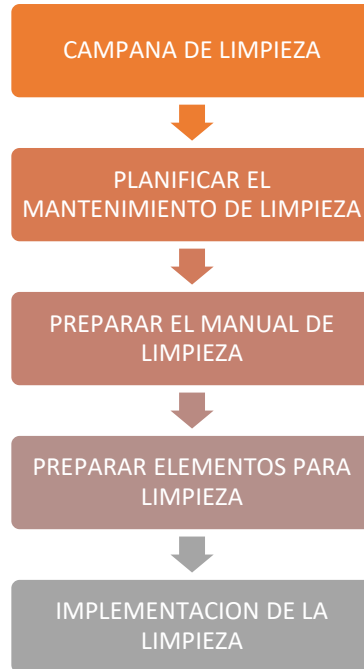 CAMPANA DE LIMPIEZA
PLANIFICAR EL
MANTENIMIENTO DE LIMPIEZA
PREPARAR EL MANUAL DE
LIMPIEZA
PREPARAR ELEMENTOS PARA
LIMPIEZA
IMPLEMENTACION DE LA
LIMPIEZA